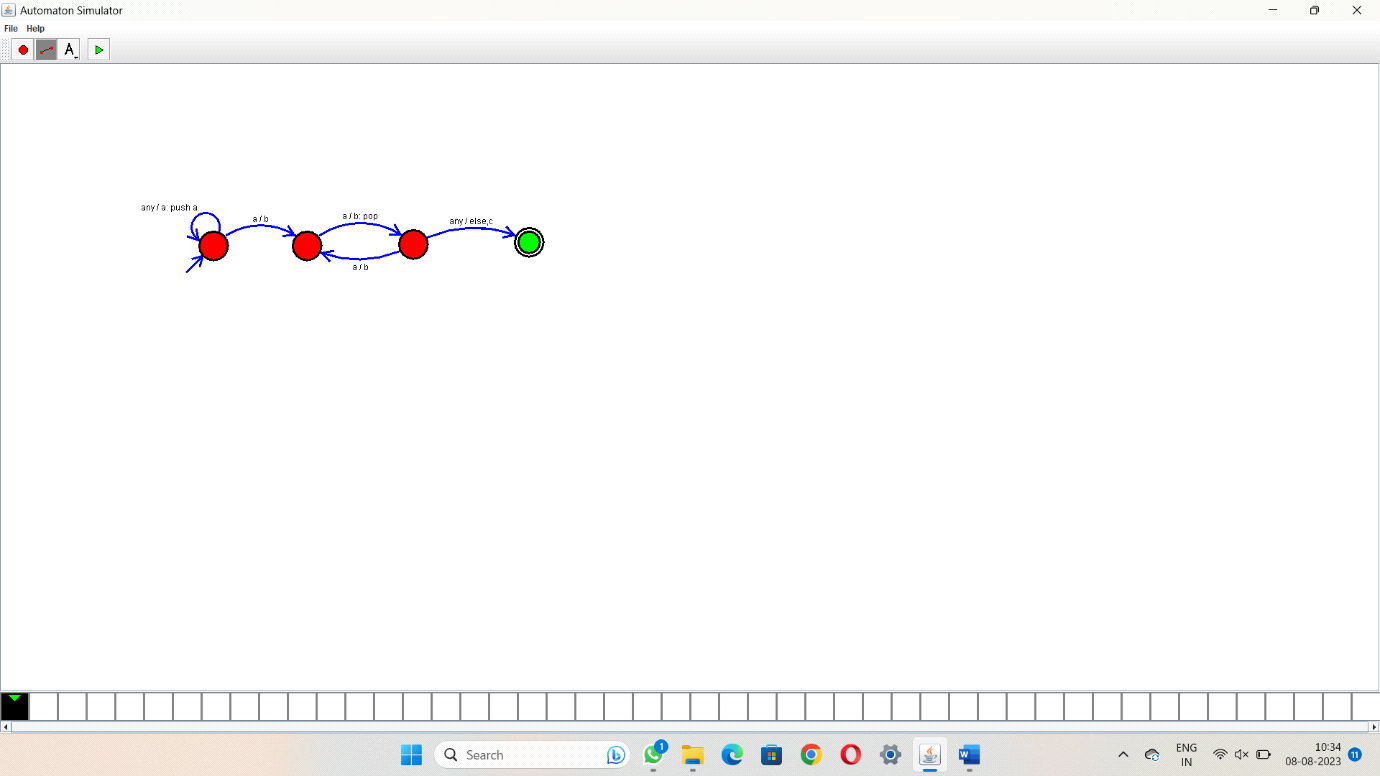 Automaton Simulator
File Help
A
any / a: push a
a / b
a / b: pop
any / else,c
a / b
Search
1
ENG
IN
10:34
08-08-2023
11